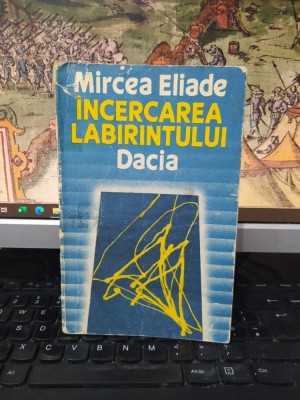 Mircea Eliade
ÎNCERCAREA
LABIRINTULUI
Dacia